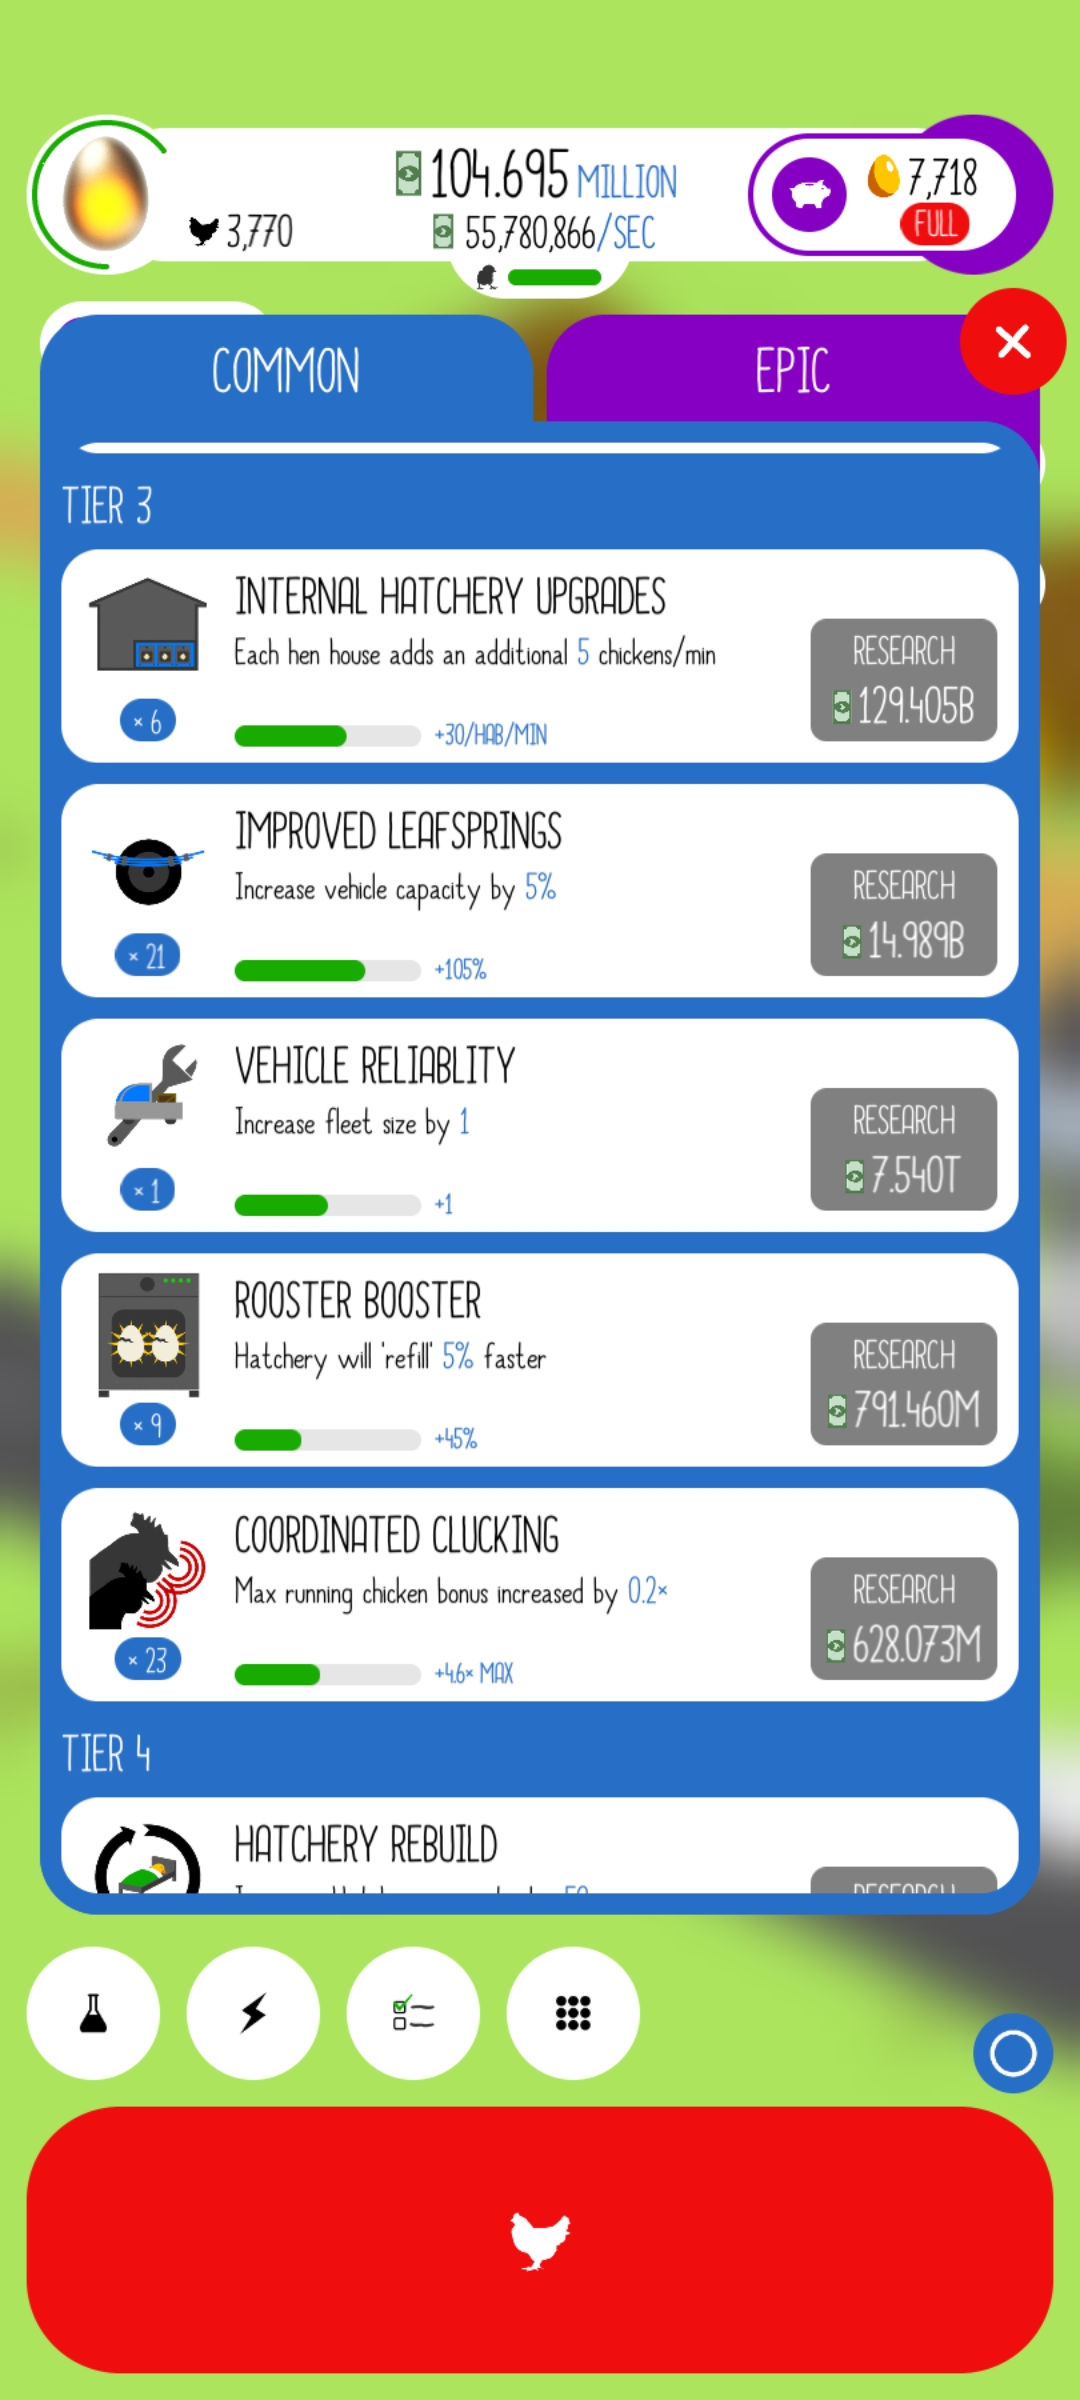 104.695 MILLION
3,770
55,780,866/SEC
7,718
FULL
COMMON
EPIC
TIER 3
INTERNAL HATCHERY UPGRADES
Each hen house adds an additional 5 chickens/min
× 6
+30/HAB/MIN
RESEARCH
129.405B
IMPROVED LEAFSPRINGS
Increase vehicle capacity by 5%
× 21
+105%
RESEARCH
14.989B
VEHICLE RELIABLITY
Increase fleet size by 1
× 1
+1
RESEARCH
7.540T
ROOSTER BOOSTER
Hatchery will 'refill' 5% faster
× 9
+45%
RESEARCH
791.460M
COORDINATED CLUCKING
Max running chicken bonus increased by 0.2×
× 23
+4.6× MAX
RESEARCH
628.073M
TIER 4
HATCHERY REBUILD
RESEARCH